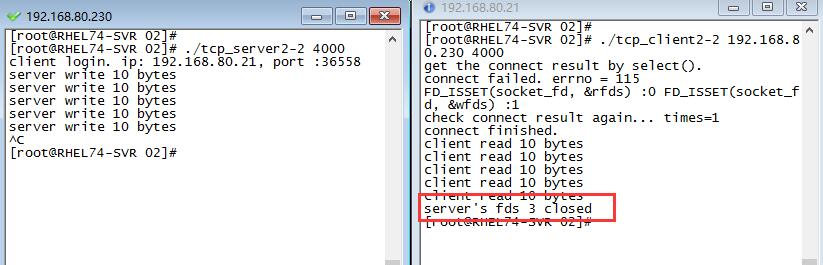 192.168.80.230
[root@RHEL74-SVR 02]#
[root@RHEL74-SVR 02]# ./tcp_server2-2 4000
client login. ip: 192.168.80.21, port :36558
server write 10 bytes
server write 10 bytes
server write 10 bytes
server write 10 bytes
server write 10 bytes
^C
[root@RHEL74-SVR 02]#
192.168.80.21
[root@RHEL74-SVR 02]#
[root@RHEL74-SVR 02]# ./tcp_client2-2 192.168.8
0.230 4000
get the connect result by select().
connect failed. errno = 115
FD_ISSET(socket_fd, &rfds) :0 FD_ISSET(socket_f
d, &wfds) :1
check connect result again... times=1
connect finished.
client read 10 bytes
client read 10 bytes
client read 10 bytes
client read 10 bytes
client read 10 bytes
server's fds 3 closed
[root@RHEL74-SVR 02]#